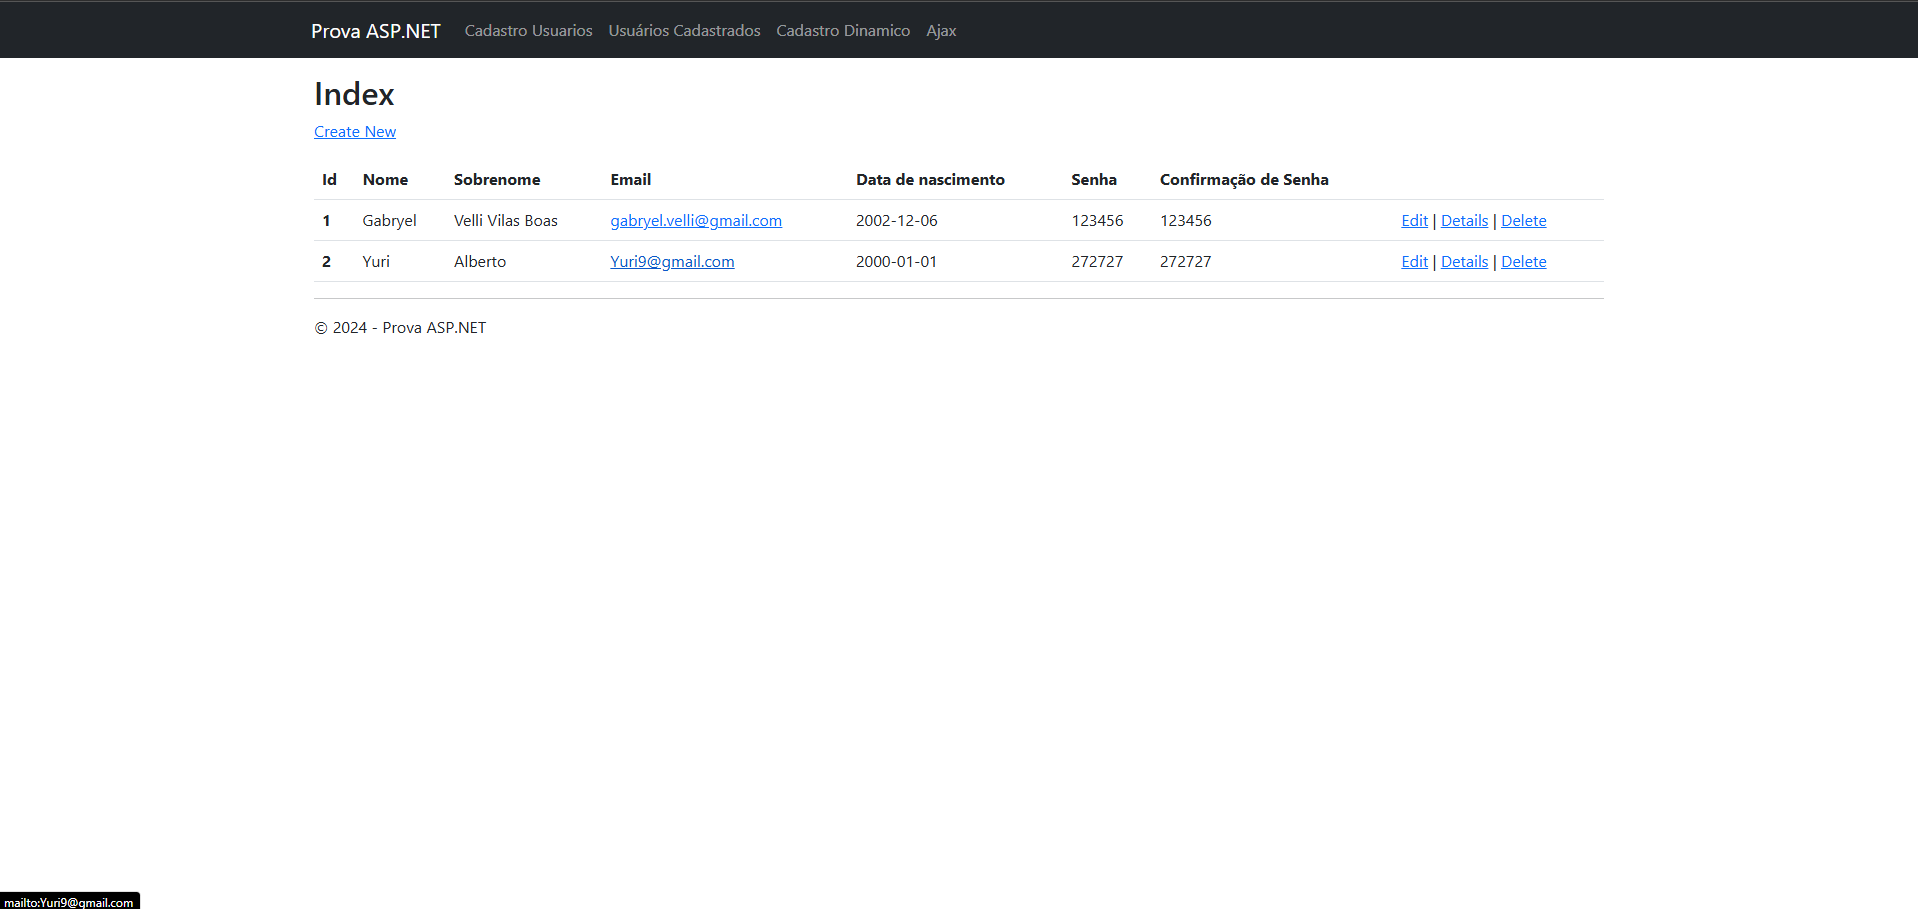 Prova ASP.NET Cadastro Usuarios Usuários Cadastrados Cadastro Dinamico Ajax
Index
Create New
Id Nome Sobrenome Email Data de nascimento Senha Confirmação de Senha
1 Gabryel Velli Vilas Boas gabryel.velli@gmail.com 2002-12-06 123456 123456 Edit | Details | Delete
2 Yuri Alberto Yuri9@gmail.com 2000-01-01 272727 272727 Edit | Details | Delete
© 2024 - Prova ASP.NET
mailto:Yuri9@gmail.com